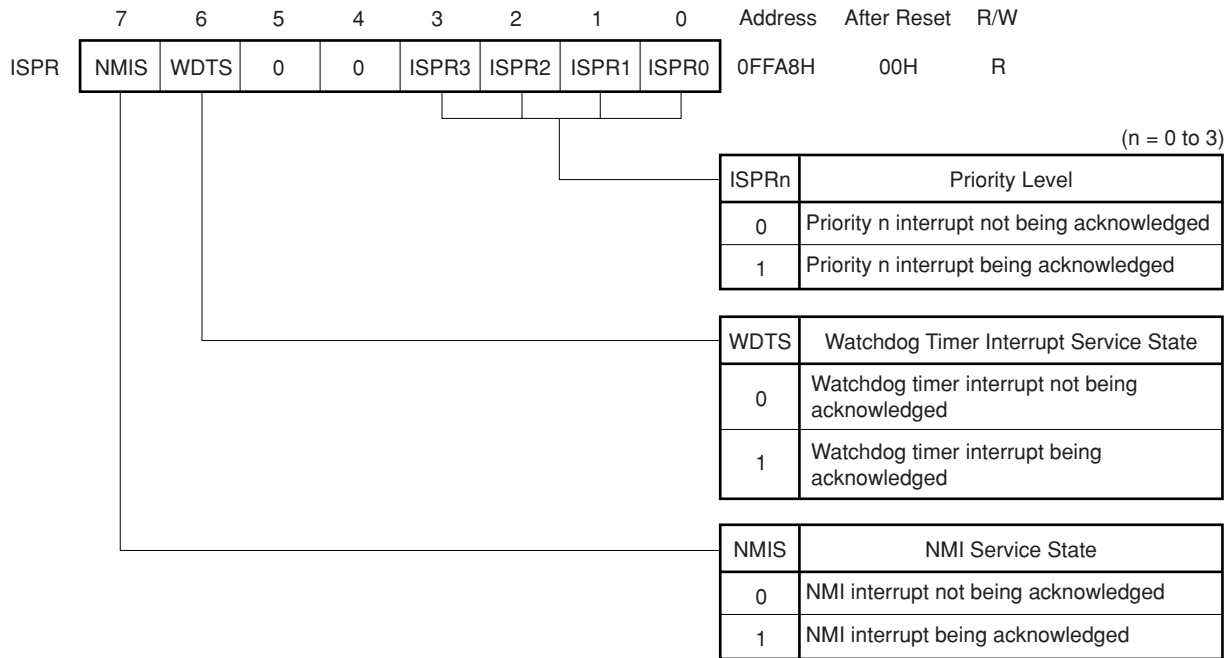 7 6 5 4 3 2 1 0 Address After Reset R/W
ISPR NMIS WDTS 0 0 ISPR3 ISPR2 ISPR1 ISPR0 0FFA8H 00H R
(n = 0 to 3)
ISPRn Priority Level
0 Priority n interrupt not being acknowledged
1 Priority n interrupt being acknowledged
WDTS Watchdog Timer Interrupt Service State
0 Watchdog timer interrupt not being
acknowledged
1 Watchdog timer interrupt being
acknowledged
NMIS NMI Service State
0 NMI interrupt not being acknowledged
1 NMI interrupt being acknowledged